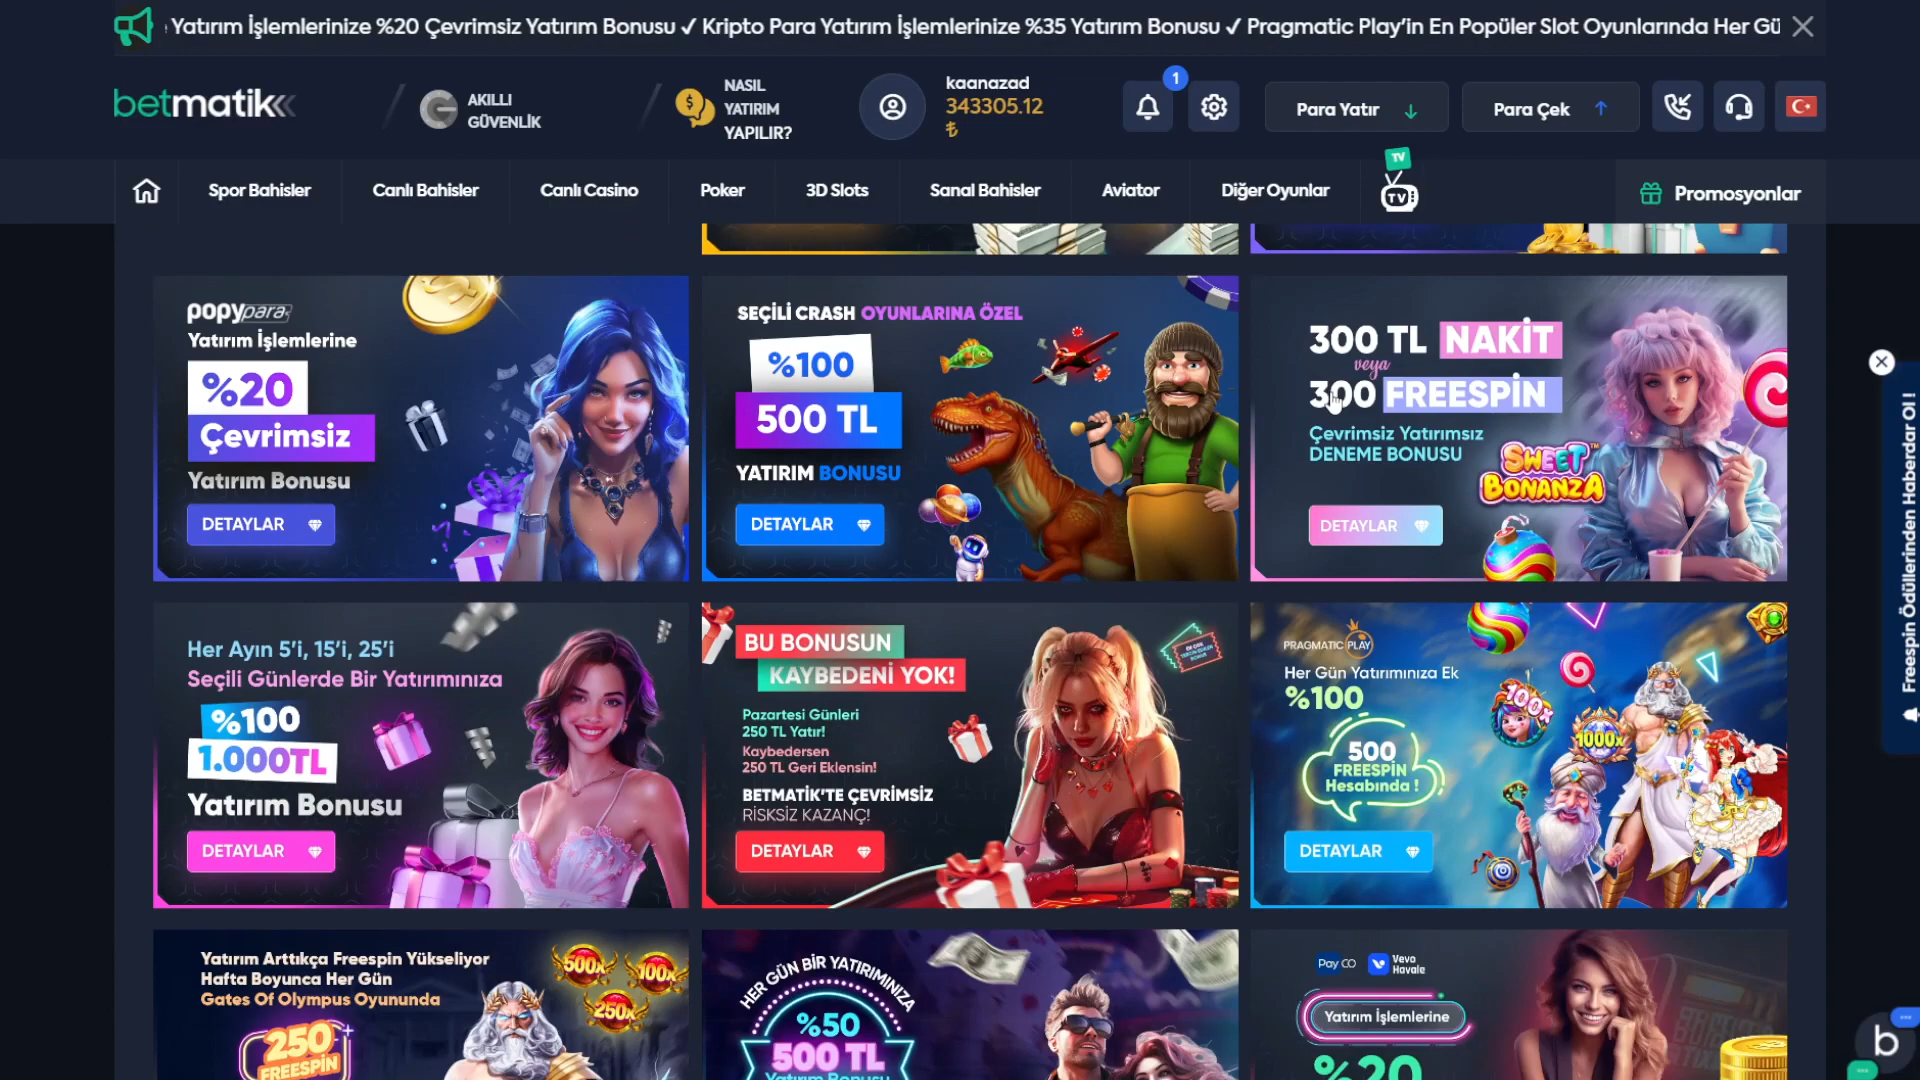 Yatırım İşlemlerinize %20 Çevrimsiz Yatırım Bonusu ✓ Kripto Para Yatırım İşlemlerinize %35 Yatırım Bonusu ✓ Pragmatic Play'in En Popüler Slot Oyunlarında Her Gü
betmatik
AKILLI
GÜVENLİK
NASIL
YATIRIM
YAPILIR?
kaanazad
343305.12
₺
1
Para Yatır
Para Çek
Spor Bahisler
Canlı Bahisler
Canlı Casino
Poker
3D Slots
Sanal Bahisler
Aviator
Diğer Oyunlar
TV
TV
Promosyonlar
popypara
Yatırım İşlemlerine
%20
Çevrimsiz
Yatırım Bonusu
DETAYLAR
SEÇİLİ CRASH OYUNLARINA ÖZEL
%100
500 TL
YATIRIM BONUSU
DETAYLAR
300 TL NAKİT
veya
300 FREESPİN
Çevrimsiz Yatırımsız
DENEME BONUSU
SWEET
BONANZA
DETAYLAR
Freespin Ödüllerinden Haberdar Ol !
Her Ayın 5'i, 15'i, 25'i
Seçili Günlerde Bir Yatırımınıza
%100
1.000TL
Yatırım Bonusu
DETAYLAR
BU BONUSUN
KAYBEDENİ YOK!
Pazartesi Günleri
250 TL Yatır!
Kaybedersen
250 TL Geri Eklensin!
BETMATİK'TE ÇEVRİMSİZ
RİSKSİZ KAZANÇ!
DETAYLAR
PRAGMATIC PLAY
Her Gün Yatırımınıza Ek
%100
500
FREESPİN
Hesabında !
100x
1000x
DETAYLAR
Yatırım Arttıkça Freespin Yükseliyor
Hafta Boyunca Her Gün
Gates Of Olympus Oyununda
250
FREESPİN
500x
100x
250x
HER GÜN BİR YATIRIMINIZA
%50
500 TL
Yatırım Bonusu
PayCO
Veva
Havale
Yatırım İşlemlerine
%20
b